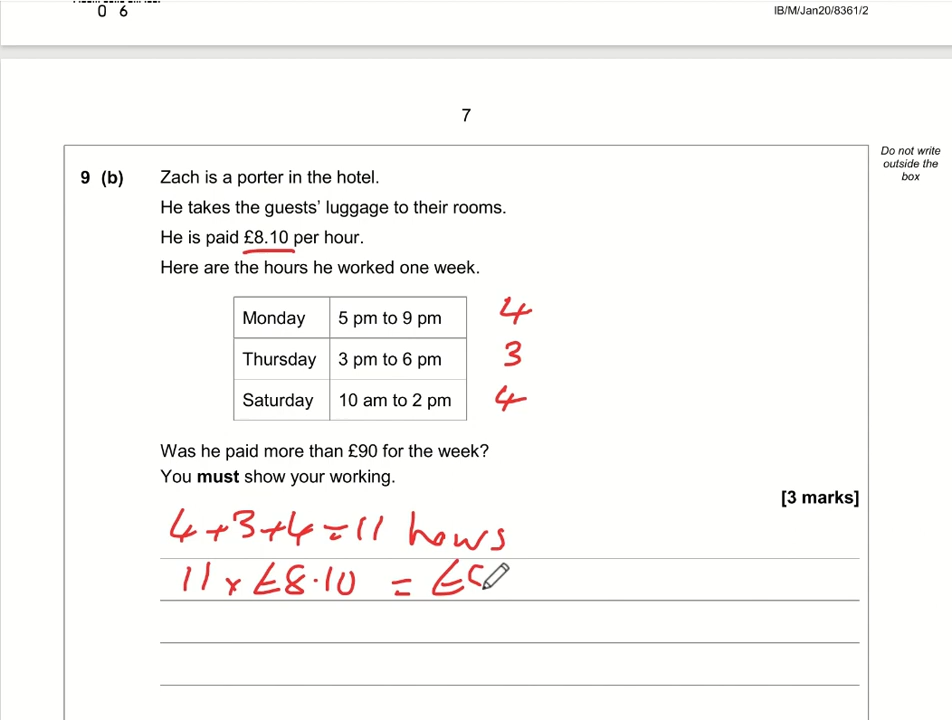 0 6
IB/M/Jan20/8361/2
7
Do not write
outside the
box
9 (b) Zach is a porter in the hotel.
He takes the guests' luggage to their rooms.
He is paid £8.10 per hour.
Here are the hours he worked one week.
Monday 5 pm to 9 pm 4
Thursday 3 pm to 6 pm 3
Saturday 10 am to 2 pm 4
Was he paid more than £90 for the week?
You must show your working.
[3 marks]
4+3+4=11 hours
11 x £8.10 = £